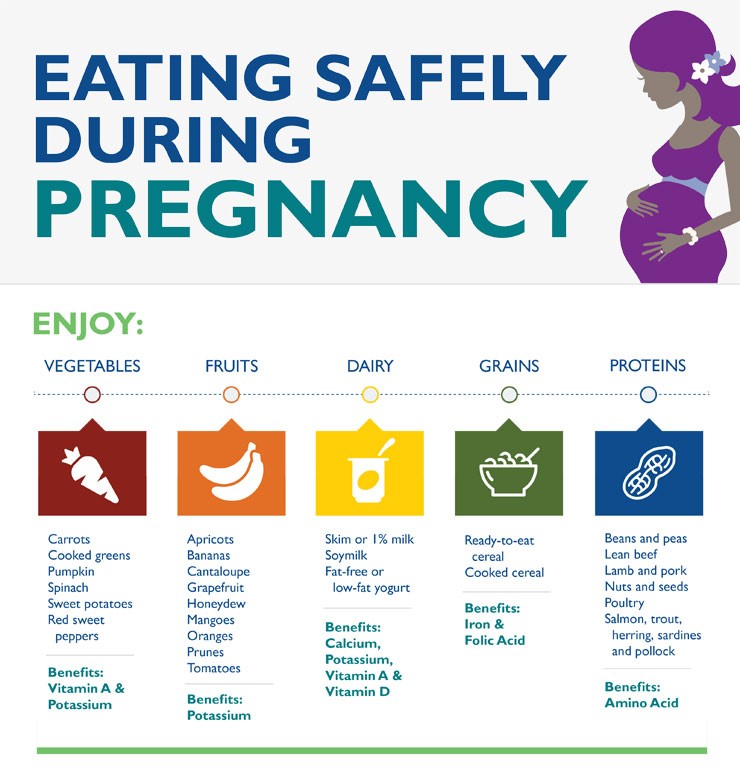 EATING SAFELY
DURING
PREGNANCY
ENJOY:
VEGETABLES
Carrots
Cooked greens
Pumpkin
Spinach
Sweet potatoes
Red sweet
peppers
Benefits:
Vitamin A &
Potassium
FRUITS
Apricots
Bananas
Cantaloupe
Grapefruit
Honeydew
Mangoes
Oranges
Prunes
Tomatoes
Benefits:
Potassium
DAIRY
Skim or 1% milk
Soymilk
Fat-free or
low-fat yogurt
Benefits:
Calcium,
Potassium,
Vitamin A &
Vitamin D
GRAINS
Ready-to-eat
cereal
Cooked cereal
Benefits:
Iron &
Folic Acid
PROTEINS
Beans and peas
Lean beef
Lamb and pork
Nuts and seeds
Poultry
Salmon, trout,
herring, sardines
and pollock
Benefits:
Amino Acid